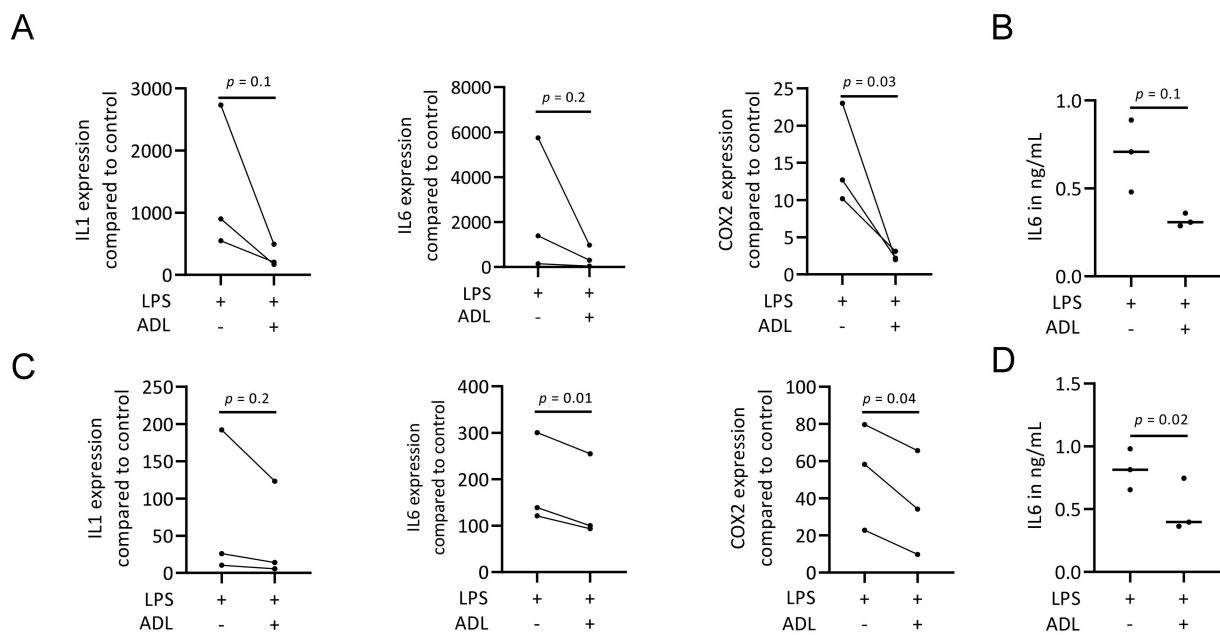 A
B
IL1 expression
compared to control
3000
2000
1000
0
p = 0.1
LPS + +
ADL - +
IL6 expression
compared to control
8000
6000
4000
2000
0
p = 0.2
LPS + +
ADL - +
COX2 expression
compared to control
25
20
15
10
5
0
p = 0.03
LPS + +
ADL - +
IL6 in ng/mL
1.0
0.5
0.0
p = 0.1
LPS + +
ADL - +
C
D
IL1 expression
compared to control
250
200
150
100
50
0
p = 0.2
LPS + +
ADL - +
IL6 expression
compared to control
400
300
200
100
0
p = 0.01
LPS + +
ADL - +
COX2 expression
compared to control
100
80
60
40
20
0
p = 0.04
LPS + +
ADL - +
IL6 in ng/mL
1.5
1.0
0.5
0.0
p = 0.02
LPS + +
ADL - +